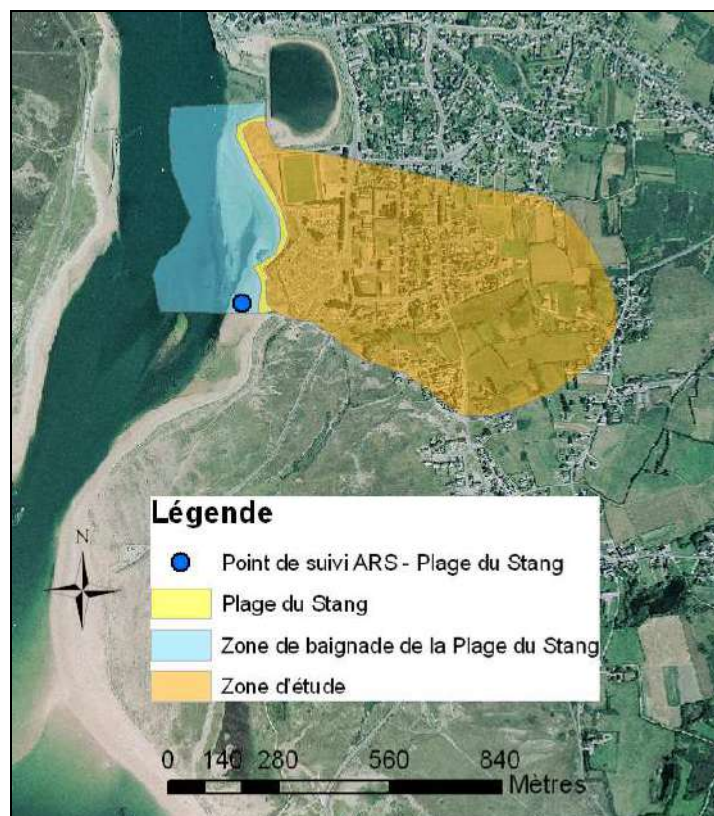 Légende
N
Point de suivi ARS - Plage du Stang
Plage du Stang
Zone de baignade de la Plage du Stang
Zone d'étude
0 140 280 560 840
Mètres